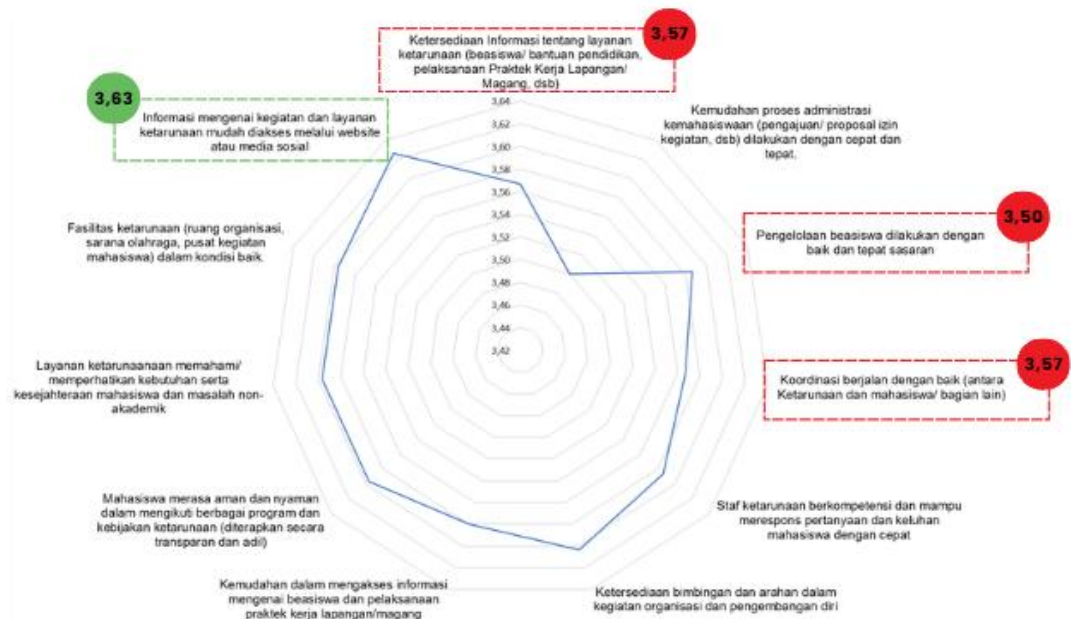 3,57
Ketersediaan Informasi tentang layanan
ketarunaan (beasiswa/ bantuan pendidikan,
pelaksanaan Praktek Kerja Lapangan/
Magang, dsb)
3,63
Informasi mengenai kegiatan dan layanan
ketarunaan mudah diakses melalui website
atau media sosial
Kemudahan proses administrasi
kemahasiswaan (pengajuan/ proposal izin
kegiatan, dsb) dilakukan dengan cepat dan
tepat.
3,64
3,62
3,60
3,58
3,56
3,54
3,52
3,50
3,48
3,46
3,44
3,42
3,50
Pengelolaan beasiswa dilakukan dengan
baik dan tepat sasaran
Fasilitas ketarunaan (ruang organisasi,
sarana olahraga, pusat kegiatan
mahasiswa) dalam kondisi baik.
3,57
Koordinasi berjalan dengan baik (antara
Ketarunaan dan mahasiswa/ bagian lain)
Layanan ketarunaanaan memahami/
memperhatikan kebutuhan serta
kesejahteraan mahasiswa dan masalah non-
akademik
Staf ketarunaan berkompetensi dan mampu
merespons pertanyaan dan keluhan
mahasiswa dengan cepat
Mahasiswa merasa aman dan nyaman
dalam mengikuti berbagai program dan
kebijakan ketarunaan (diterapkan secara
transparan dan adil)
Ketersediaan bimbingan dan arahan dalam
kegiatan organisasi dan pengembangan diri
Kemudahan dalam mengakses informasi
mengenai beasiswa dan pelaksanaan
praktek kerja lapangan/magang